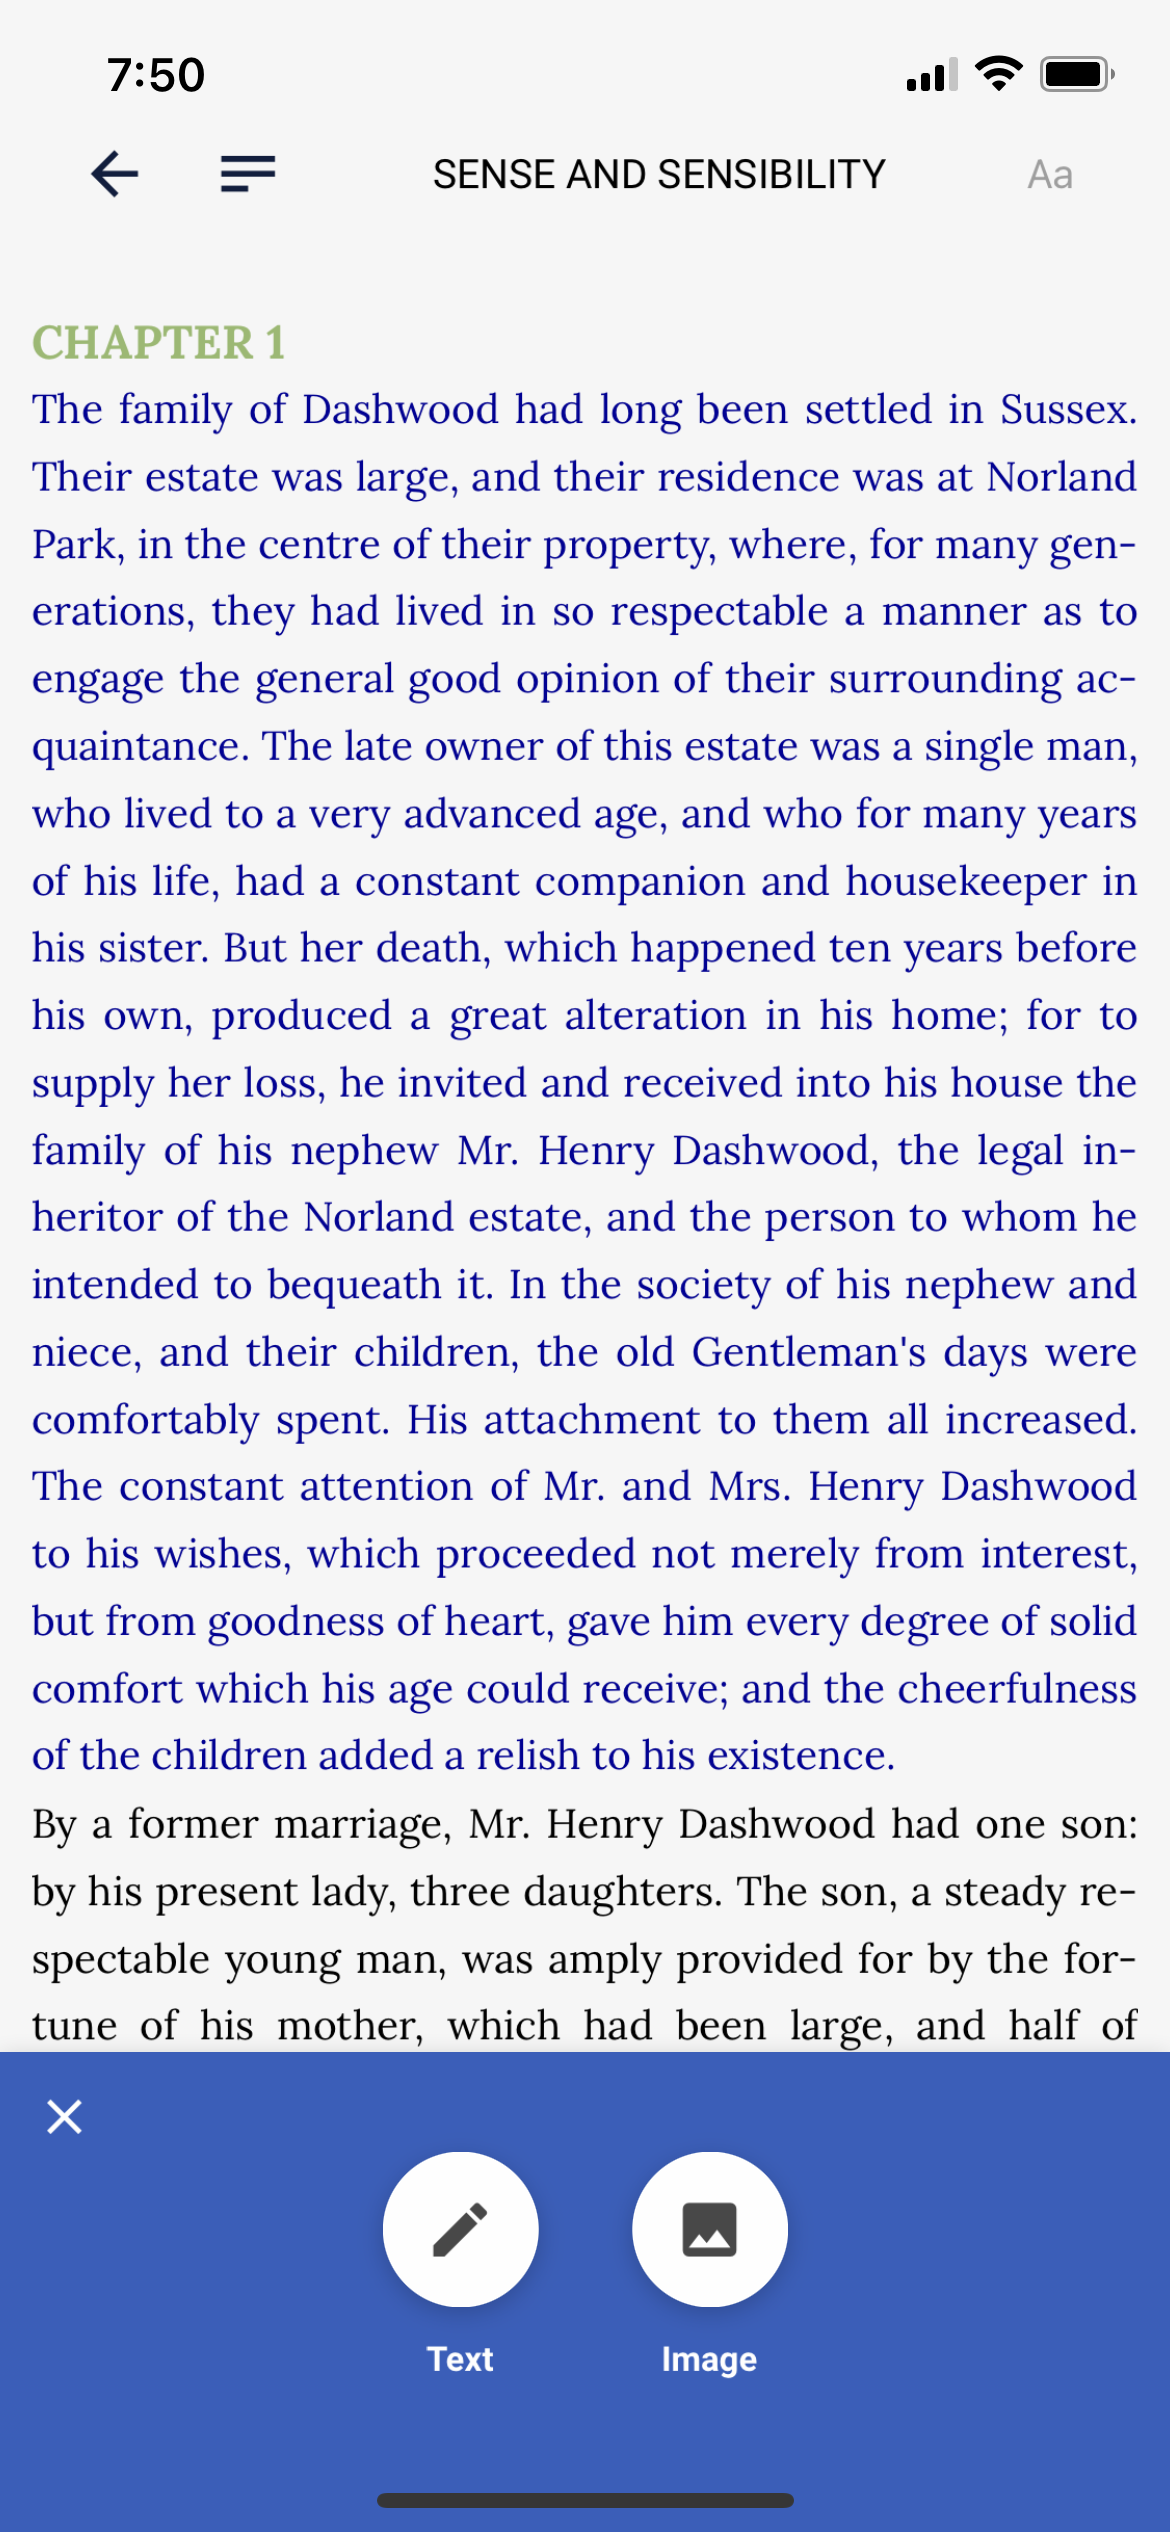 7:50
SENSE AND SENSIBILITY
Aa
CHAPTER 1
The family of Dashwood had long been settled in Sussex.
Their estate was large, and their residence was at Norland
Park, in the centre of their property, where, for many gen-
erations, they had lived in so respectable a manner as to
engage the general good opinion of their surrounding ac-
quaintance. The late owner of this estate was a single man,
who lived to a very advanced age, and who for many years
of his life, had a constant companion and housekeeper in
his sister. But her death, which happened ten years before
his own, produced a great alteration in his home; for to
supply her loss, he invited and received into his house the
family of his nephew Mr. Henry Dashwood, the legal in-
heritor of the Norland estate, and the person to whom he
intended to bequeath it. In the society of his nephew and
niece, and their children, the old Gentleman's days were
comfortably spent. His attachment to them all increased.
The constant attention of Mr. and Mrs. Henry Dashwood
to his wishes, which proceeded not merely from interest,
but from goodness of heart, gave him every degree of solid
comfort which his age could receive; and the cheerfulness
of the children added a relish to his existence.
By a former marriage, Mr. Henry Dashwood had one son:
by his present lady, three daughters. The son, a steady re-
spectable young man, was amply provided for by the for-
tune of his mother, which had been large, and half of
Text
Image